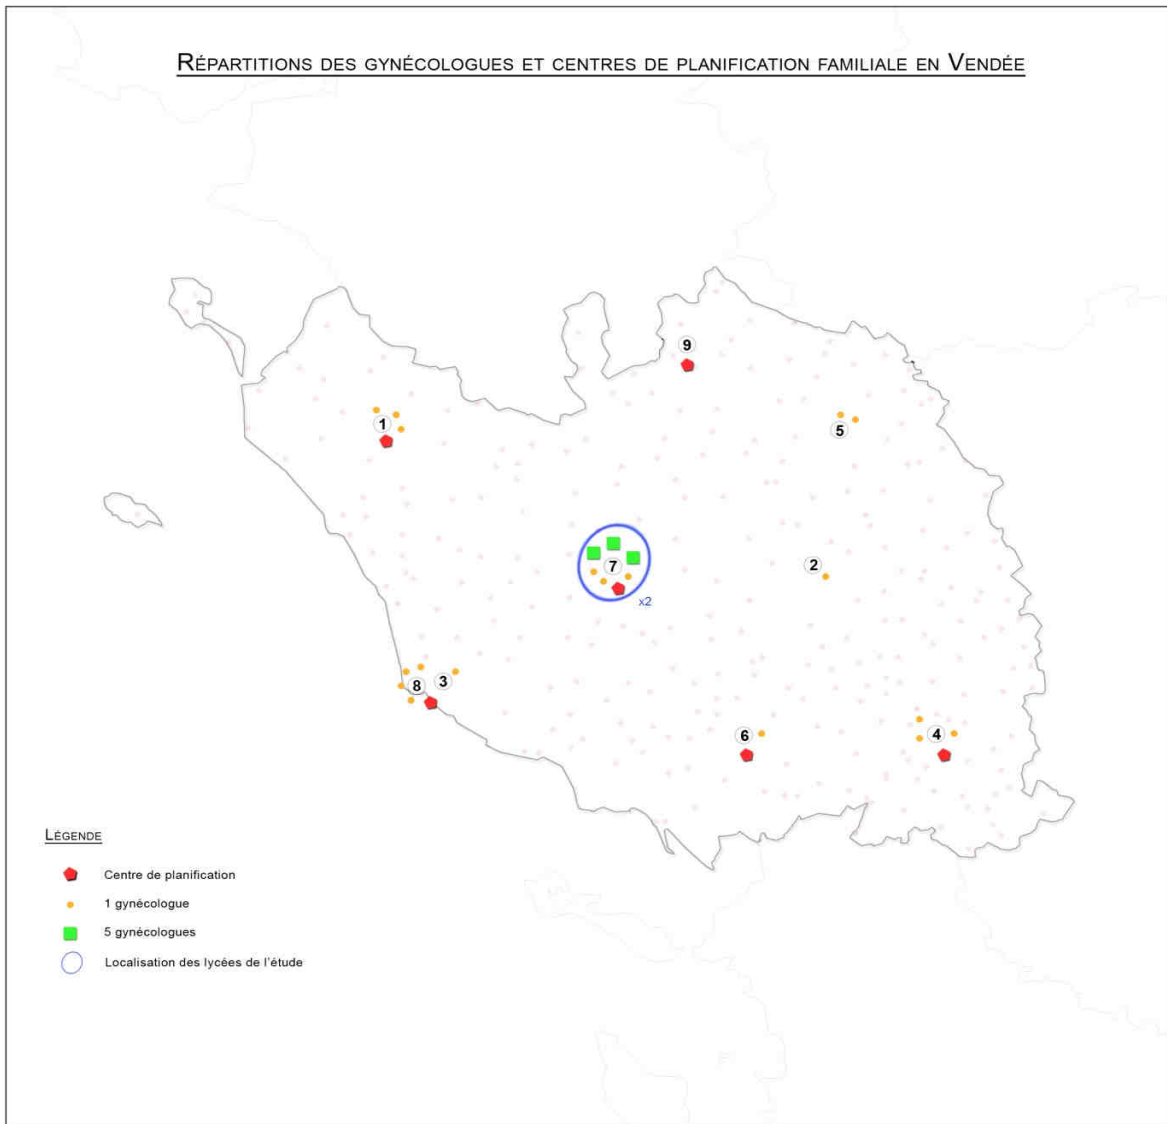 RÉPARTITIONS DES GYNÉCOLOGUES ET CENTRES DE PLANIFICATION FAMILIALE EN VENDÉE
9
1
5
7
2
x2
8 3
6
4
LÉGENDE
Centre de planification
1 gynécologue
5 gynécologues
Localisation des lycées de l'étude